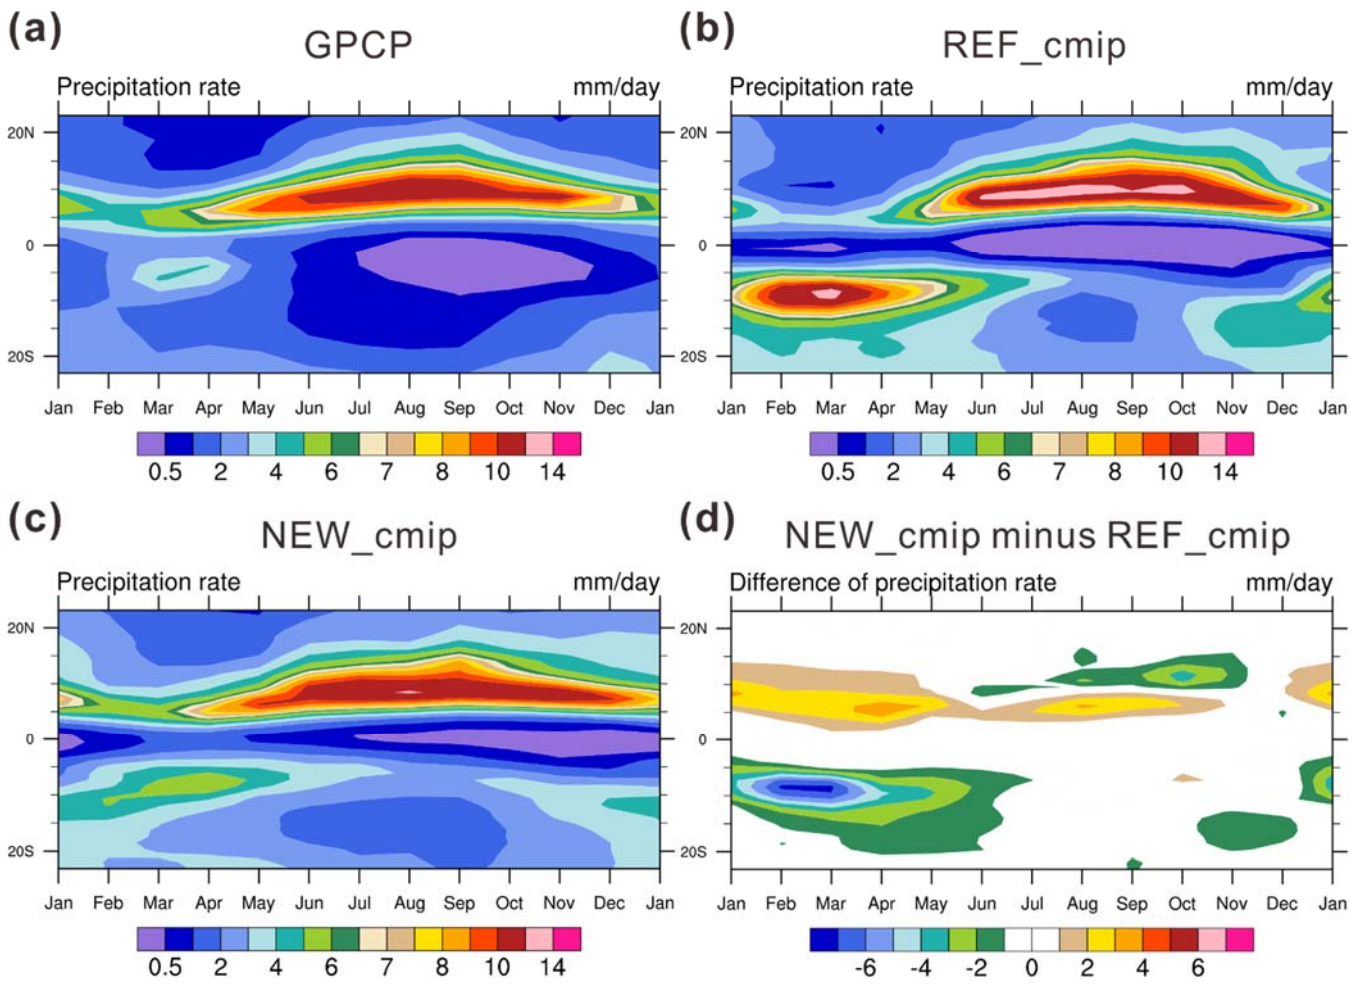 (a) GPCP
Precipitation rate mm/day
20N
0
20S
Jan Feb Mar Apr May Jun Jul Aug Sep Oct Nov Dec Jan
0.5 2 4 6 7 8 10 14
(b) REF_cmip
Precipitation rate mm/day
20N
0
20S
Jan Feb Mar Apr May Jun Jul Aug Sep Oct Nov Dec Jan
0.5 2 4 6 7 8 10 14
(c) NEW_cmip
Precipitation rate mm/day
20N
0
20S
Jan Feb Mar Apr May Jun Jul Aug Sep Oct Nov Dec Jan
0.5 2 4 6 7 8 10 14
(d) NEW_cmip minus REF_cmip
Difference of precipitation rate mm/day
20N
0
20S
Jan Feb Mar Apr May Jun Jul Aug Sep Oct Nov Dec Jan
-6 -4 -2 0 2 4 6